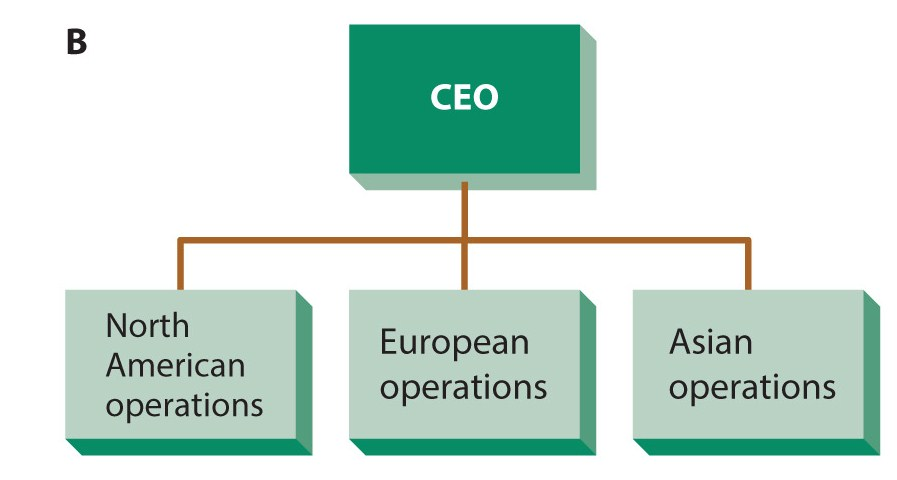 B
CEO
North
American
operations
European
operations
Asian
operations